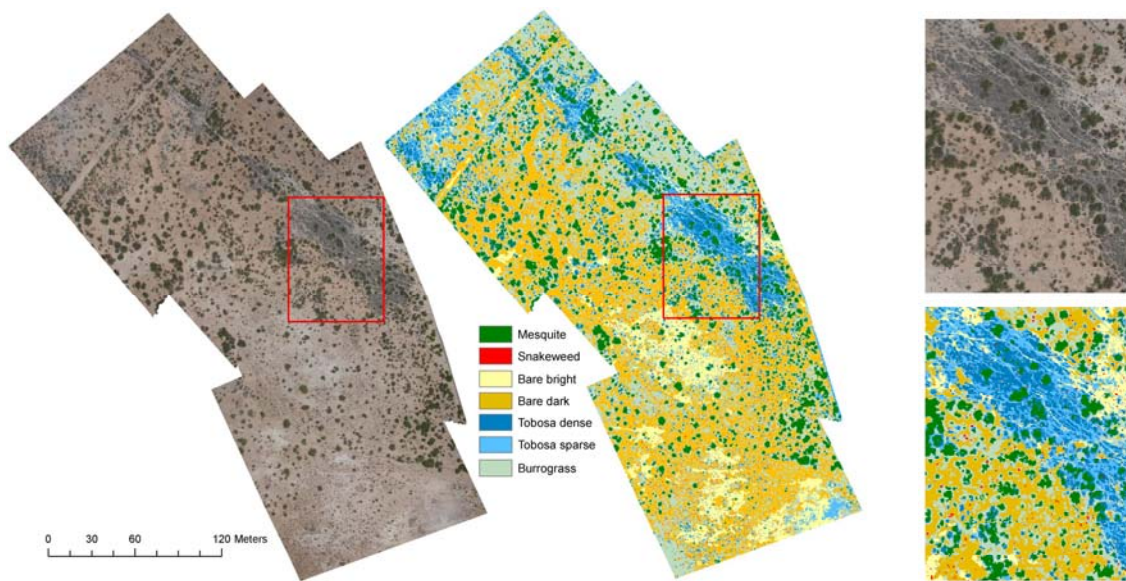 Mesquite
Snakeweed
Bare bright
Bare dark
Tobosa dense
Tobosa sparse
Burrograss
0 30 60 120 Meters